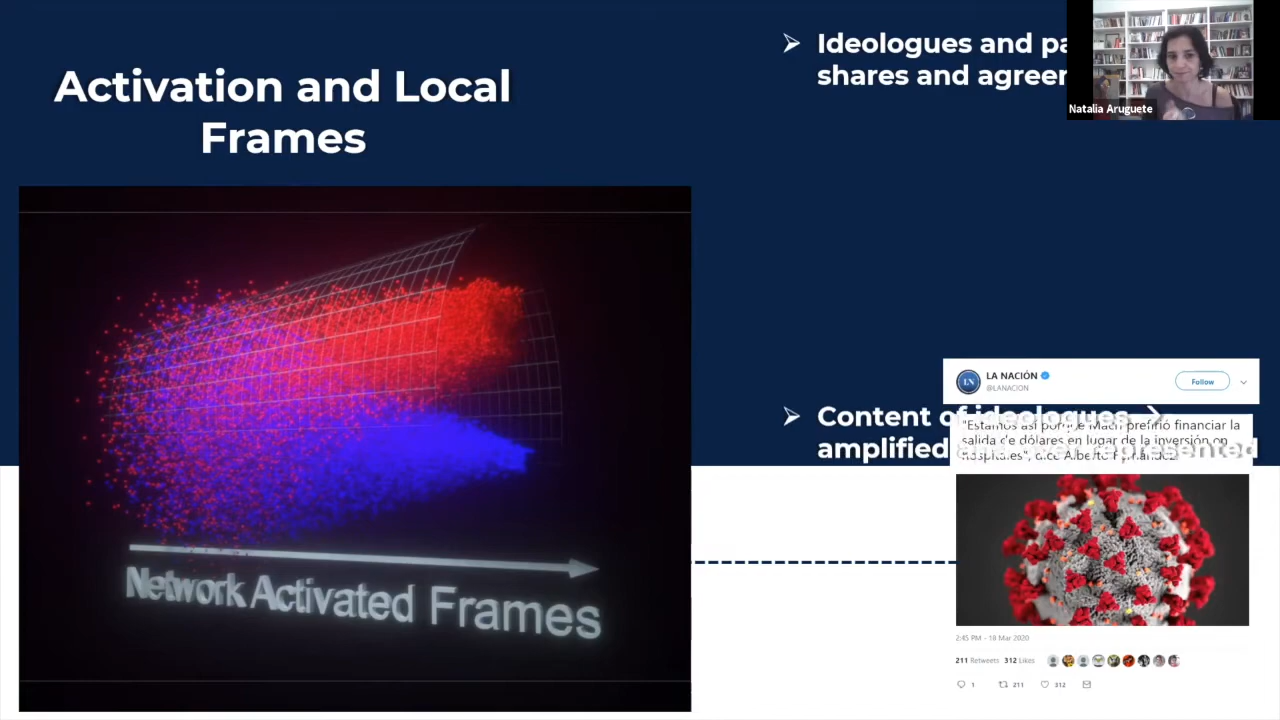 Activation and Local
Frames
Ideologues and pa
shares and agreer
Natalia Aruguete
Network Activated Frames
LA NACIÓN
@LANACION
Follow
Content of ideologues →
amplified represented
"Estamos así porque Macri prefirió financiar la
salida de dólares en lugar de la inversión en
hospitales", dice Alberto Fernández.
2:45 PM - 18 Mar 2020
211 Retweets 312 Likes
1 211 312